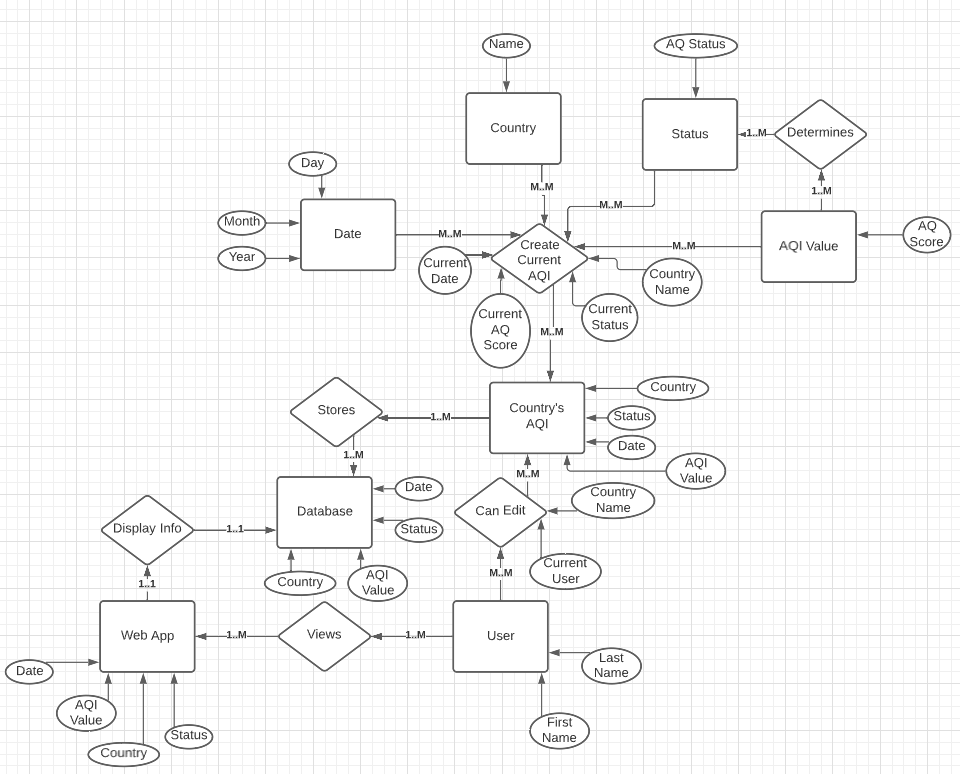 Name
AQ Status
Country
Status
1..M
Determines
M..M
1..M
Day
Month
Year
Date
M..M
M..M
M..M
AQI Value
AQ
Score
Create
Current
AQI
Current
Date
Country
Name
Current
AQ
Score
Current
Status
M..M
Stores
1..M
Country's
AQI
Country
Status
Date
AQI
Value
1..M
M..M
Database
Date
Status
Country
AQI
Value
Can Edit
Country
Name
Current
User
Display Info
1..1
1..1
M..M
Web App
1..M
Views
1..M
User
Last
Name
First
Name
Date
AQI
Value
Country
Status